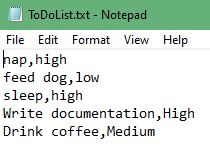 ToDoList.txt - Notepad
File Edit Format View Help
nap,high
feed dog,low
sleep,high
Write documentation,High
Drink coffee,Medium